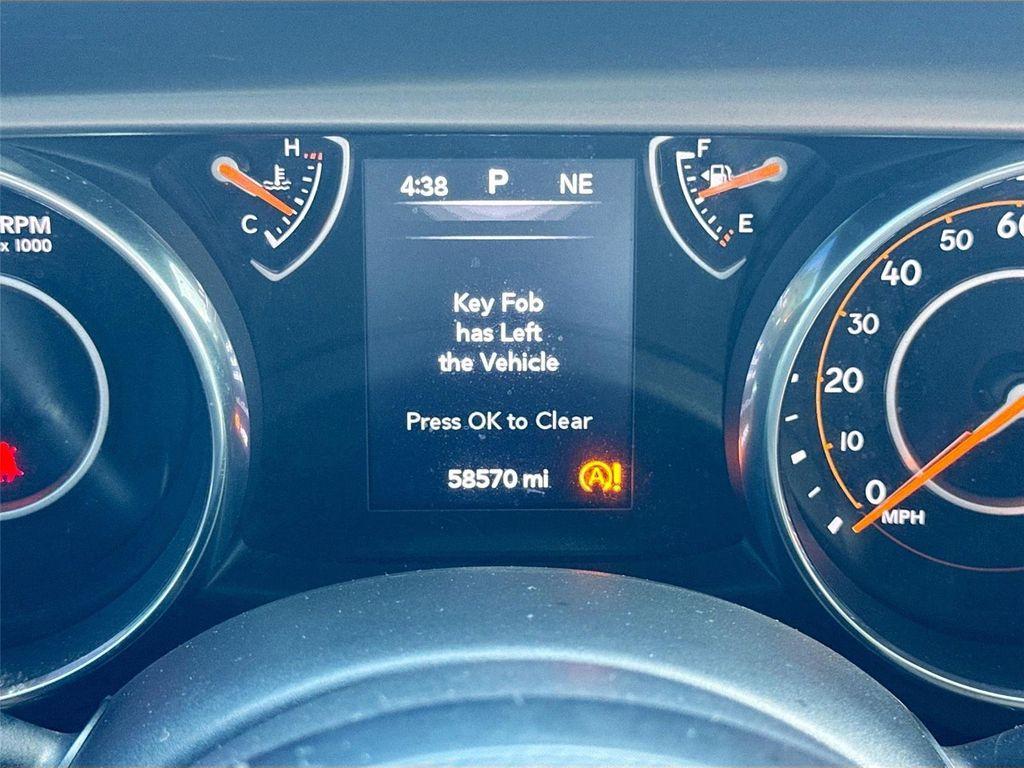 H
C
RPM
x 1000
4:38 P NE
Key Fob
has Left
the Vehicle
Press OK to Clear
58570 mi
A!
F
E
0
10
20
30
40
50
60
MPH